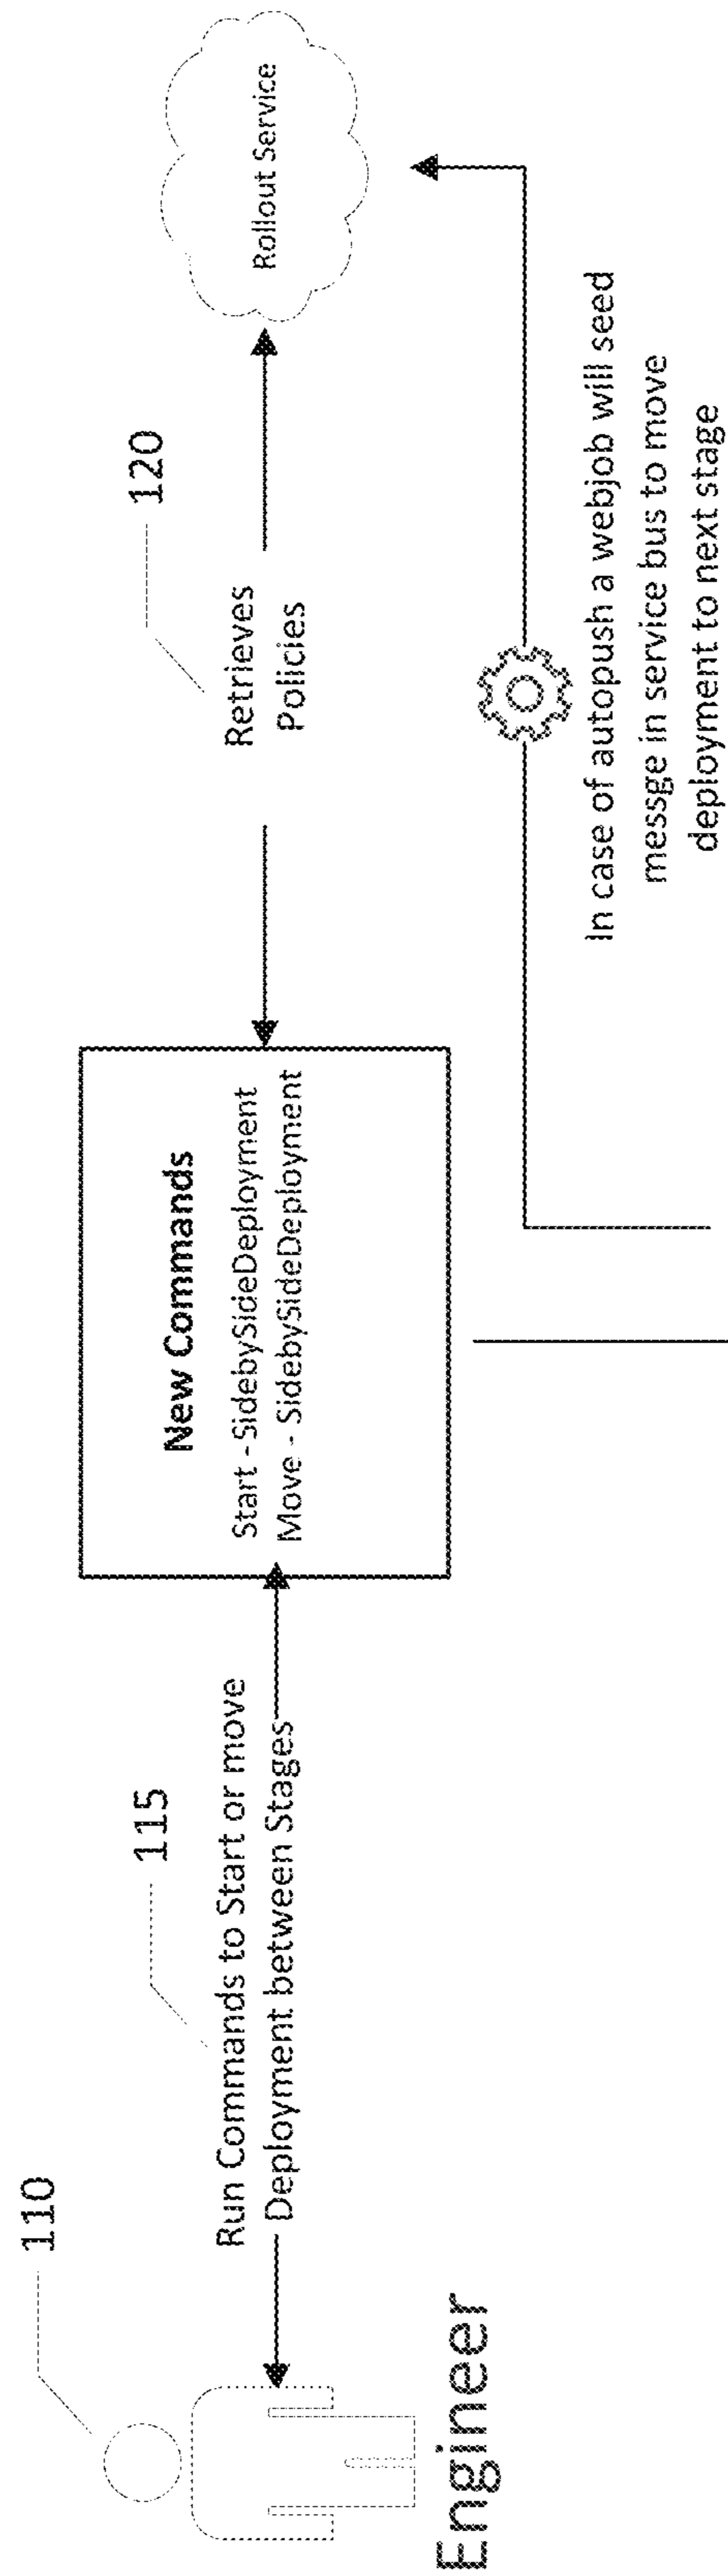 110
Engineer
115
Run Commands to Start or move
Deployment between Stages
New Commands
Start - SidebySideDeployment
Move - SidebySideDeployment
120
Retrieves
Policies
Rollout Service
In case of autopush a webjob will seed
messge in service bus to move
deployment to next stage